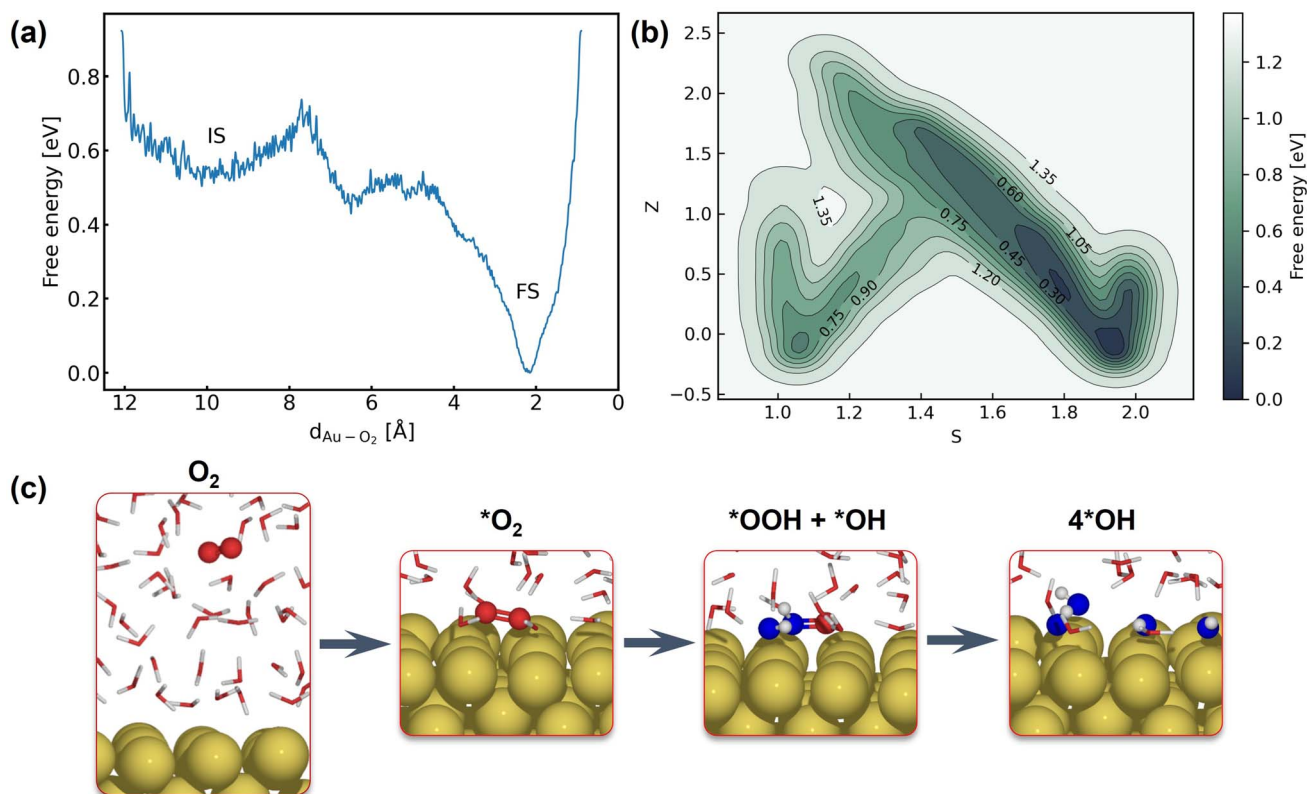 (a)
Free energy [eV]
0.8
0.6
0.4
0.2
0.0
IS
FS
12 10 8 6 4 2 0
d_Au – O₂ [Å]
(b)
Z
2.5
2.0
1.5
1.0
0.5
0.0
−0.5
1.35
1.35
0.60
0.75
1.05
0.45
1.20
0.30
0.90
0.75
1.0 1.2 1.4 1.6 1.8 2.0
S
1.2
1.0
0.8
0.6
0.4
0.2
0.0
Free energy [eV]
(c)
O₂
*O₂
*OOH + *OH
4*OH